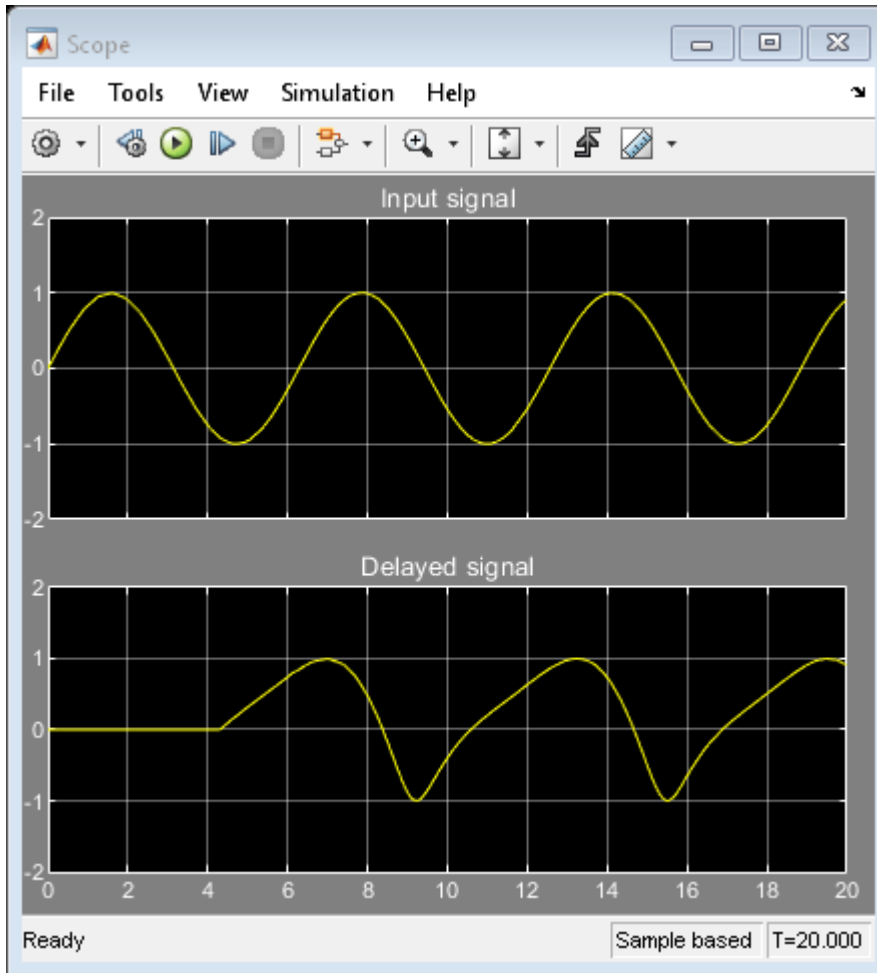 Scope
File Tools View Simulation Help
Input signal
2
1
0
-1
-2
Delayed signal
2
1
0
-1
-2
0 2 4 6 8 10 12 14 16 18 20
Ready Sample based T=20.000